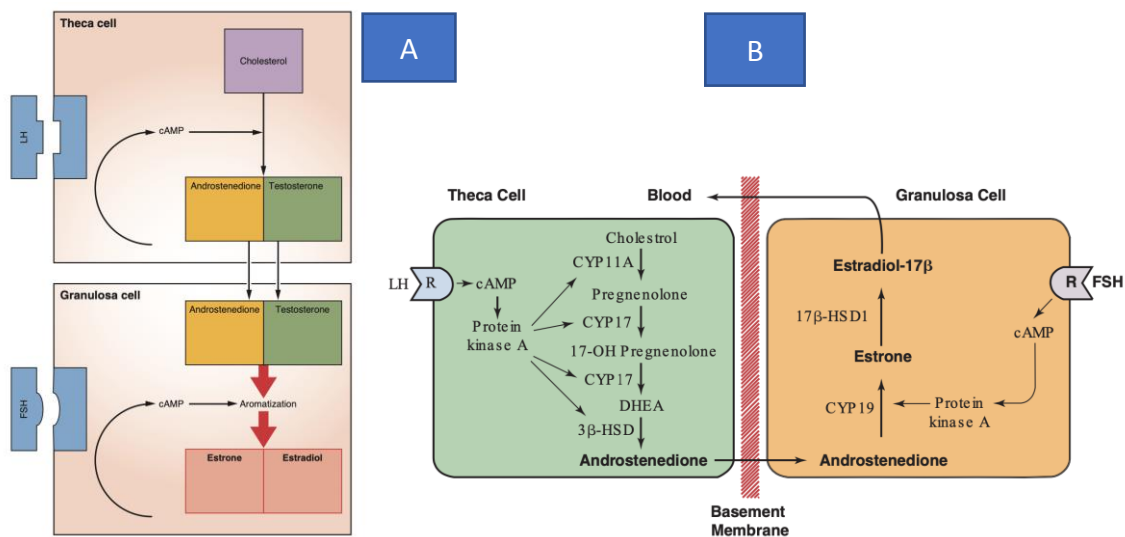 Theca cell
A
B
Cholesterol
LH
cAMP
Androstenedione
Testosterone
Granulosa cell
Androstenedione
Testosterone
FSH
cAMP
Aromatization
Estrone
Estradiol
Theca Cell
Blood
Granulosa Cell
Cholestrol
CYP11A
LH
R
cAMP
Pregnenolone
Protein
kinase A
CYP17
17-OH Pregnenolone
CYP17
DHEA
3β-HSD
Androstenedione
Estradiol-17β
R
FSH
17β-HSD1
cAMP
Estrone
CYP19
Protein
kinase A
Androstenedione
Basement
Membrane